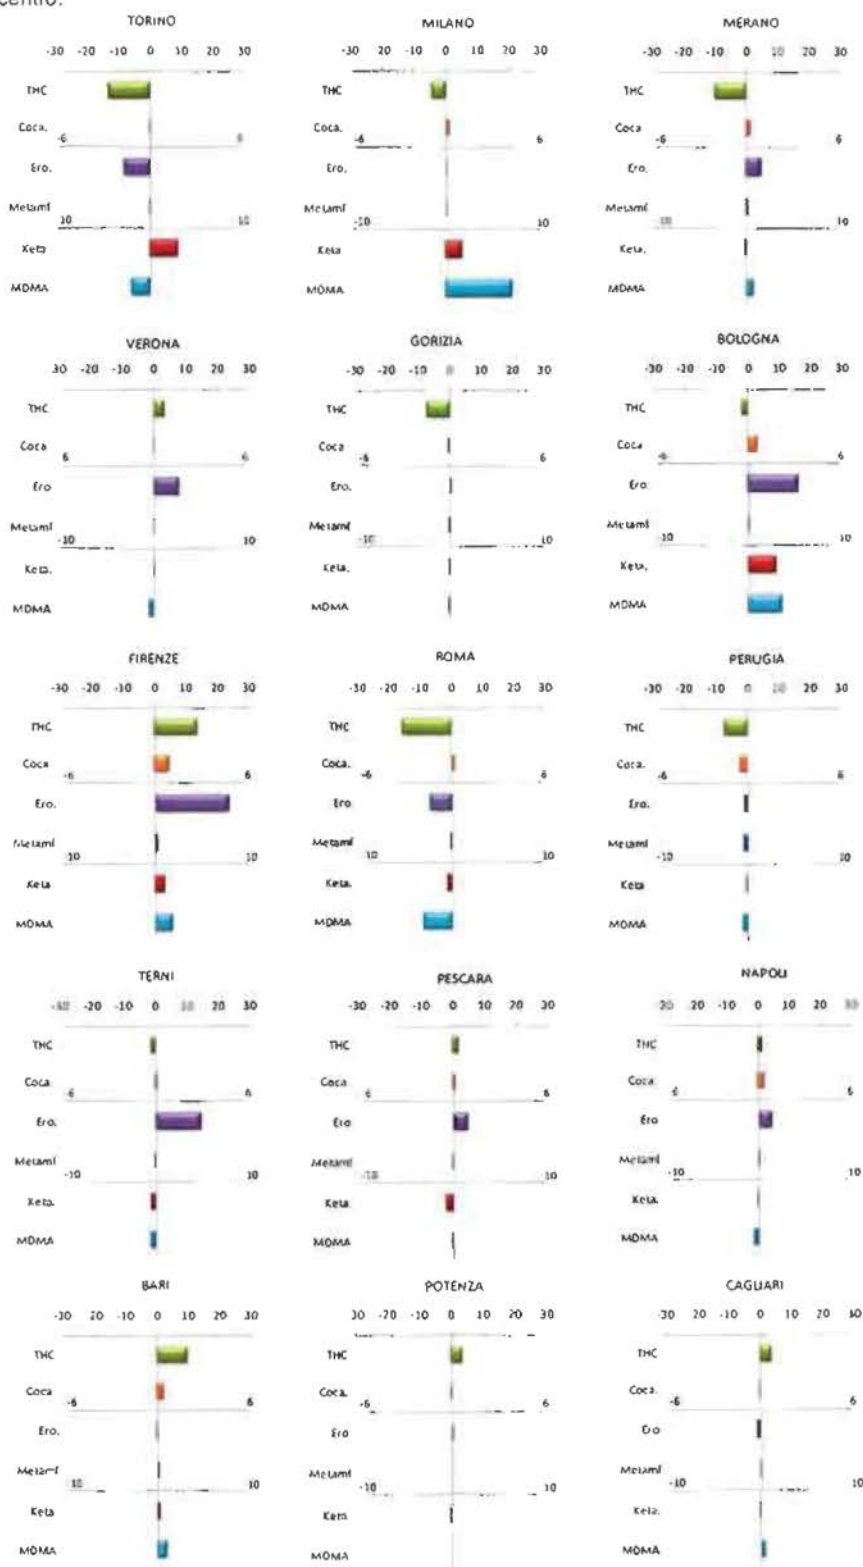 centro.
TORINO
-30 -20 -10 0 10 20 30
THC
Coca.
-6 6
Ero.
Metamf
10 10
Keta
MDMA
MILANO
-30 -20 -10 0 10 20 30
THC
Coca.
-6 6
Ero.
Metamf
-10 10
Keta
MDMA
MERANO
-30 -20 -10 0 10 20 30
THC
Coca
-6 6
Ero.
Metamf
-10 10
Keta.
MDMA
VERONA
30 -20 -10 0 10 20 30
THC
Coca
6 6
Ero
Metamf
-10 10
Keta.
MDMA
GORIZIA
-30 -20 -10 0 10 20 30
THC
Coca
-6 6
Ero.
Metamf
-10 10
Keta.
MDMA
BOLOGNA
-30 -20 -10 0 10 20 30
THC
Coca
-6 6
Ero
Metamf
-10 10
Keta.
MDMA
FIRENZE
-30 -20 -10 0 10 20 30
THC
Coca
-6 6
Ero.
Metamf
-10 10
Keta
MDMA
ROMA
-30 -20 -10 0 10 20 30
THC
Coca.
-6 6
Ero
Metamf
10 10
Keta.
MDMA
PERUGIA
-30 -20 -10 0 10 20 30
THC
Coca.
-6 6
Ero.
Metamf
-10 10
Keta
MDMA
TERNI
-30 -20 -10 0 10 20 30
THC
Coca
-6 6
Ero.
Metamf
-10 10
Keta.
MDMA
PESCARA
-30 -20 -10 0 10 20 30
THC
Coca
-6 6
Ero
Metamf
-10 10
Keta
MDMA
NAPOLI
30 -20 -10 0 10 20 30
THC
Coca.
6 6
Ero
Metamf
-10 10
Keta
MDMA
BARI
-30 -20 -10 0 10 20 30
THC
Coca
-6 6
Ero.
Metamf
10 10
Keta
MDMA
POTENZA
30 -20 -10 0 10 20 30
THC
Coca.
-6 6
Ero
Metamf
-10 10
Keta
MDMA
CAGLIARI
30 20 -10 0 10 20 30
THC
Coca.
-6 6
Ero
Metamf
-10 10
Keta.
MDMA